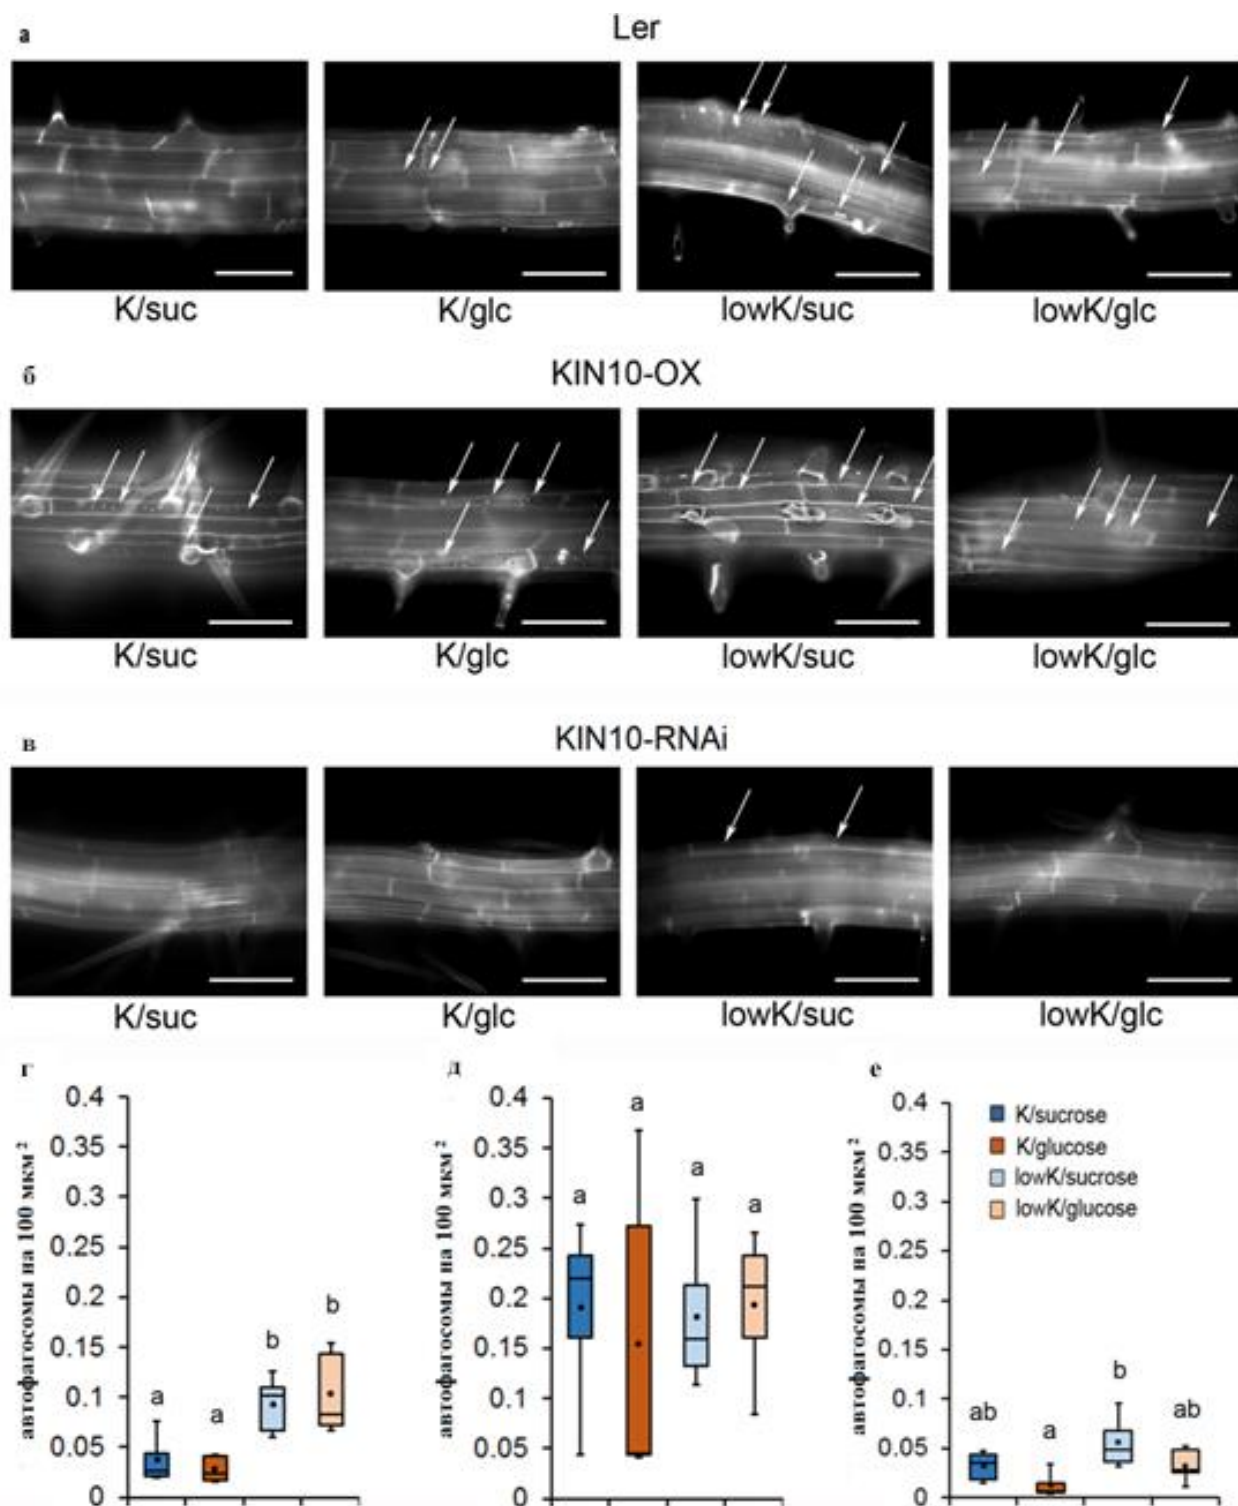 а
Ler
K/suc
K/glc
lowK/suc
lowK/glc
б
KIN10-OX
K/suc
K/glc
lowK/suc
lowK/glc
в
KIN10-RNAi
K/suc
K/glc
lowK/suc
lowK/glc
г
автофагосомы на 100 мкм²
0.4
0.35
0.3
0.25
0.2
0.15
0.1
0.05
0
a
a
b
b
д
автофагосомы на 100 мкм²
0.4
0.35
0.3
0.25
0.2
0.15
0.1
0.05
0
a
a
a
a
е
автофагосомы на 100 мкм²
0.4
0.35
0.3
0.25
0.2
0.15
0.1
0.05
0
K/sucrose
K/glucose
lowK/sucrose
lowK/glucose
ab
a
b
ab